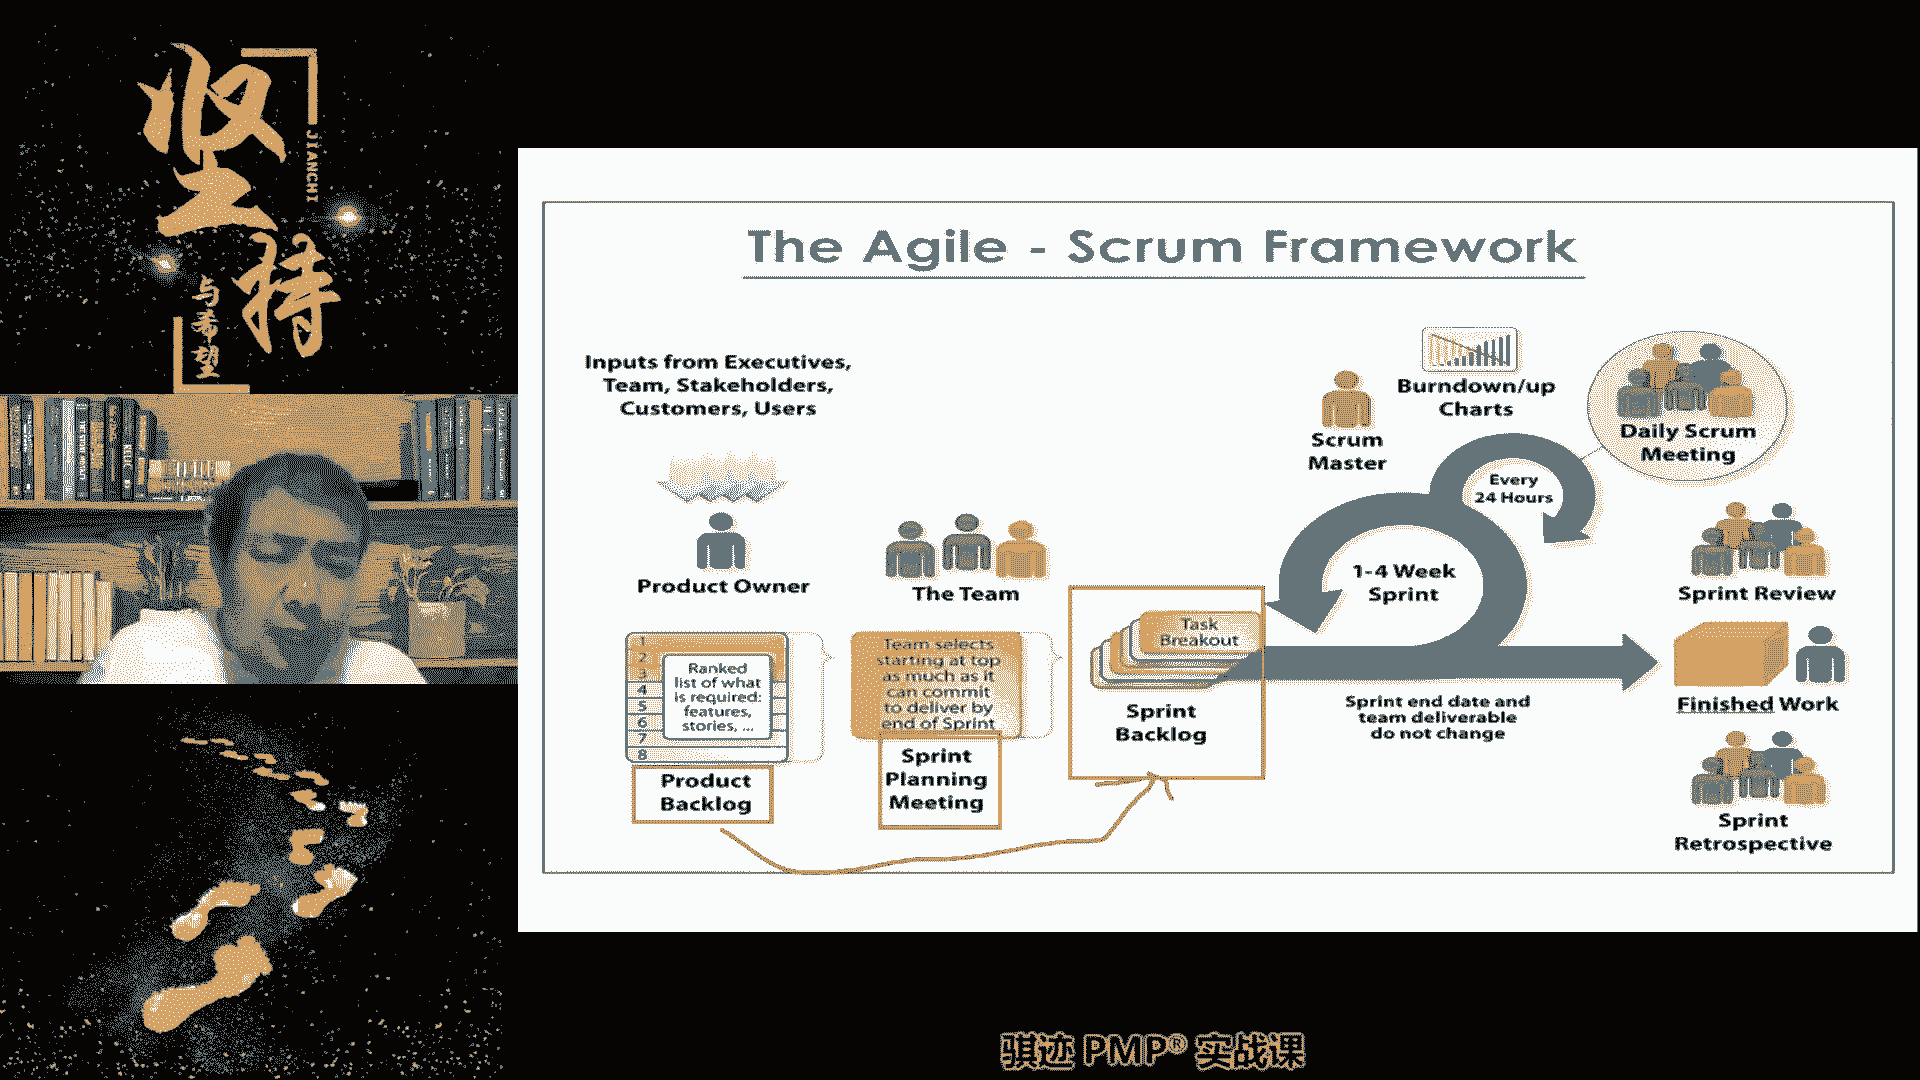 坚
持
JIANCHI
与希望
The Agile - Scrum Framework
Inputs from Executives,
Team, Stakeholders,
Customers, Users
Product Owner
The Team
1
2
3
4
5
6
7
8
Ranked
list of what
is required:
features,
stories, ...
Product
Backlog
Team selects
starting at top
as much as it
can commit
to deliver by
end of Sprint
Sprint
Planning
Meeting
Task
Breakout
Sprint
Backlog
Scrum
Master
Burndown/up
Charts
Every
24 Hours
Daily Scrum
Meeting
1-4 Week
Sprint
Sprint end date and
team deliverable
do not change
Sprint Review
Finished Work
Sprint
Retrospective
骐迹 PMP® 实战课